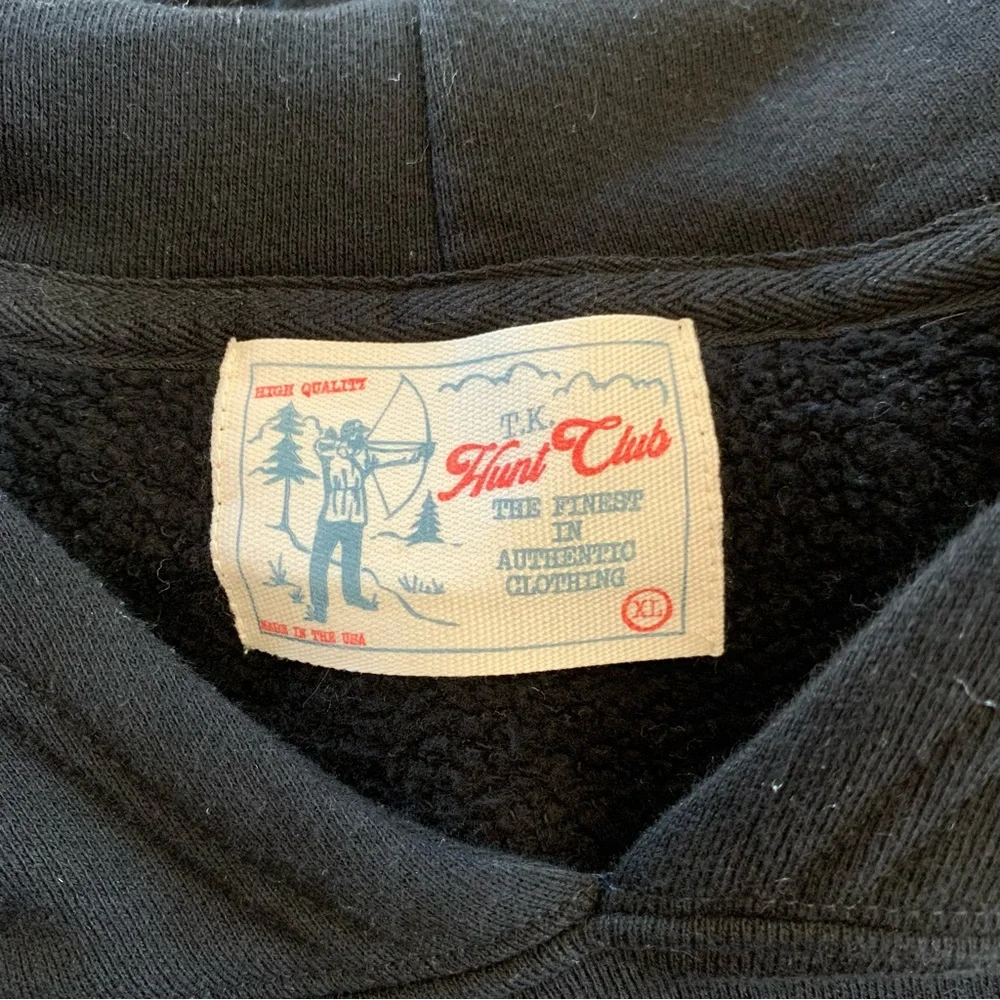 HIGH QUALITY
T.K.
Hunt Club
THE FINEST
IN
AUTHENTIC
CLOTHING
XL
MADE IN THE USA